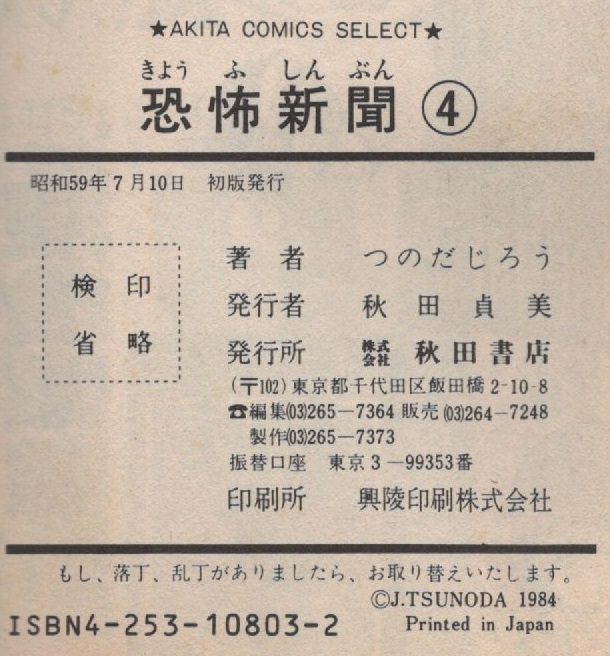 ★AKITA COMICS SELECT★
きよう ふ しん ぶん
恐怖新聞 ④
昭和59年7月10日 初版発行
検印
省略
著者 つのだじろう
発行者 秋田貞美
発行所 株式会社 秋田書店
(〒102)東京都千代田区飯田橋2-10-8
☎編集(03)265―7364 販売(03)264―7248
製作(03)265―7373
振替口座 東京3―99353番
印刷所 興陵印刷株式会社
もし、落丁、乱丁がありましたら、お取り替えいたします。
©J.TSUNODA 1984
Printed in Japan
ISBN4-253-10803-2